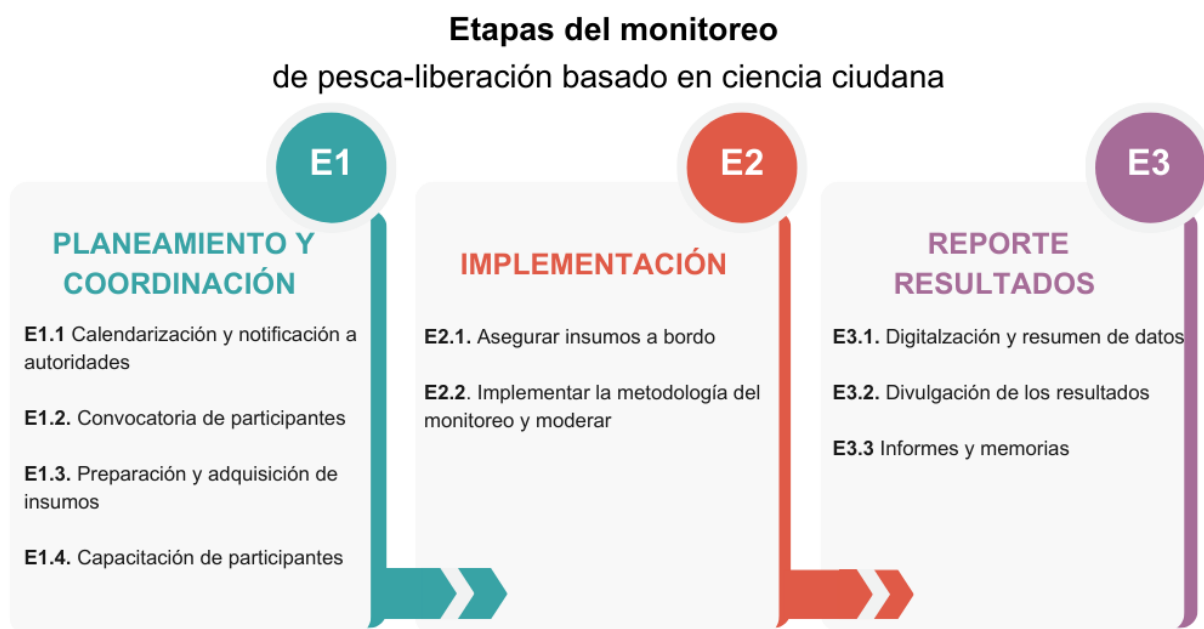 Etapas del monitoreo
de pesca-liberación basado en ciencia ciudana
E1
PLANEAMIENTO Y
COORDINACIÓN
E1.1 Calendarización y notificación a
autoridades
E1.2. Convocatoria de participantes
E1.3. Preparación y adquisición de
insumos
E1.4. Capacitación de participantes
E2
IMPLEMENTACIÓN
E2.1. Asegurar insumos a bordo
E2.2. Implementar la metodología del
monitoreo y moderar
E3
REPORTE
RESULTADOS
E3.1. Digitalzación y resumen de datos
E3.2. Divulgación de los resultados
E3.3 Informes y memorias